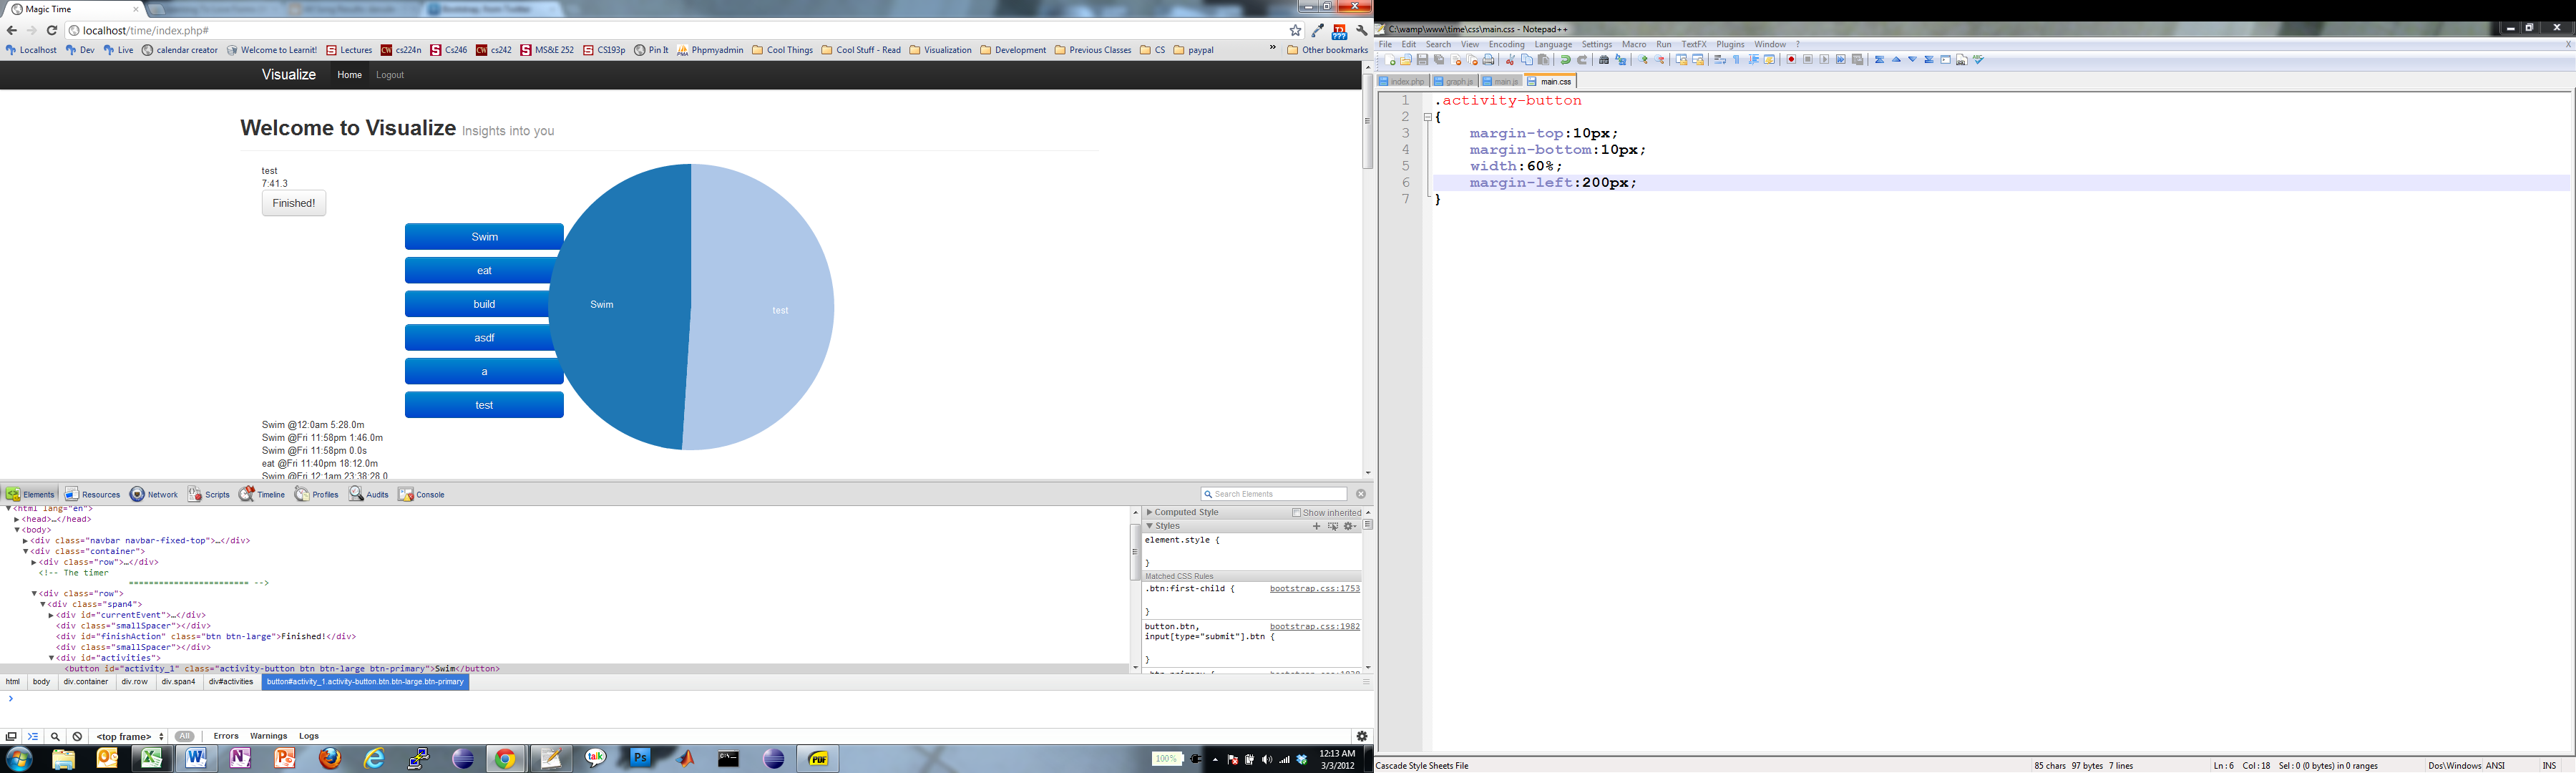 Magic Time
localhost/time/index.php#
Localhost Dev Live calendar creator Welcome to Learnit! Lectures cs224n Cs246 cs242 MS&E 252 CS193p Pin It Phpmyadmin Cool Things Cool Stuff - Read Visualization Development Previous Classes CS paypal » Other bookmarks
Visualize Home Logout
Welcome to Visualize Insights into you
test
7:41.3
Finished!
Swim
eat
build
asdf
a
test
Swim
test
Swim @12:0am 5:28.0m
Swim @Fri 11:58pm 1:46.0m
Swim @Fri 11:58pm 0.0s
eat @Fri 11:40pm 18:12.0m
Swim @Fri 12:1am 23:38:28.0
Elements Resources Network Scripts Timeline Profiles Audits Console Search Elements
<html lang="en">
<head>…</head>
<body>
<div class="navbar navbar-fixed-top">…</div>
<div class="container">
<div class="row">…</div>
<!-- The timer
======================== -->
<div class="row">
<div class="span4">
<div id="currentEvent">…</div>
<div class="smallSpacer"></div>
<div id="finishAction" class="btn btn-large">Finished!</div>
<div class="smallSpacer"></div>
<div id="activities">
<button id="activity_1" class="activity-button btn btn-large btn-primary">Swim</button>
Computed Style Show inherited
Styles
element.style {
}
Matched CSS Rules
.btn:first-child { bootstrap.css:1753
}
button.btn, bootstrap.css:1982
input[type="submit"].btn {
}
html body div.container div.row div.span4 div#activities button#activity_1.activity-button.btn.btn-large.btn-primary
>
<top frame> All Errors Warnings Logs
talk Ps PDF 100% 12:13 AM
3/3/2012
C:\wamp\www\time\css\main.css - Notepad++
File Edit Search View Encoding Language Settings Macro Run TextFX Plugins Window ? X
index.php graph.js main.js main.css
1 .activity-button
2 {
3 margin-top:10px;
4 margin-bottom:10px;
5 width:60%;
6 margin-left:200px;
7 }
Cascade Style Sheets File 85 chars 97 bytes 7 lines Ln : 6 Col : 18 Sel : 0 (0 bytes) in 0 ranges Dos\Windows ANSI INS